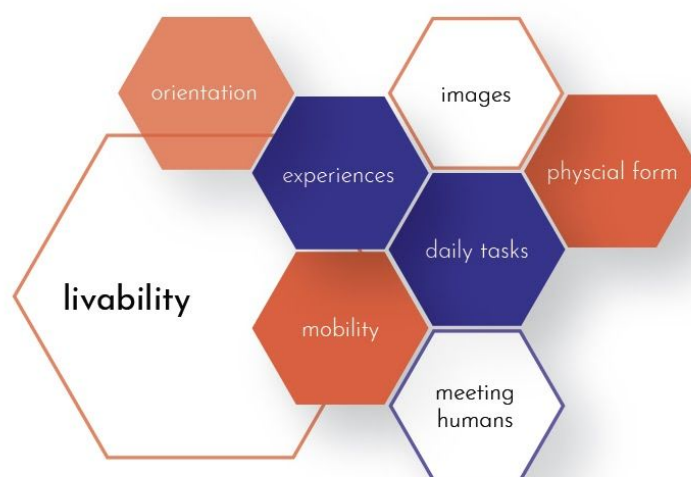 orientation
images
experiences
physcial form
daily tasks
livability
mobility
meeting
humans